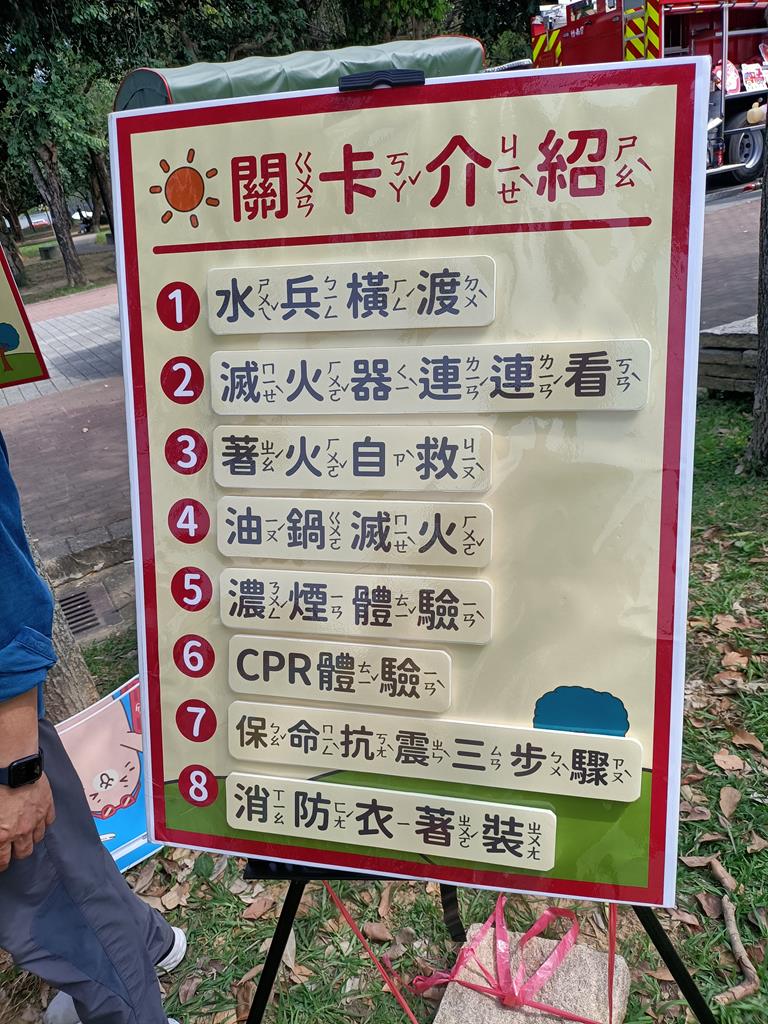 關卡介紹
1 水兵橫渡
2 滅火器連連看
3 著火自救
4 油鍋滅火
5 濃煙體驗
6 CPR體驗
7 保命抗震三步驟
8 消防衣著裝